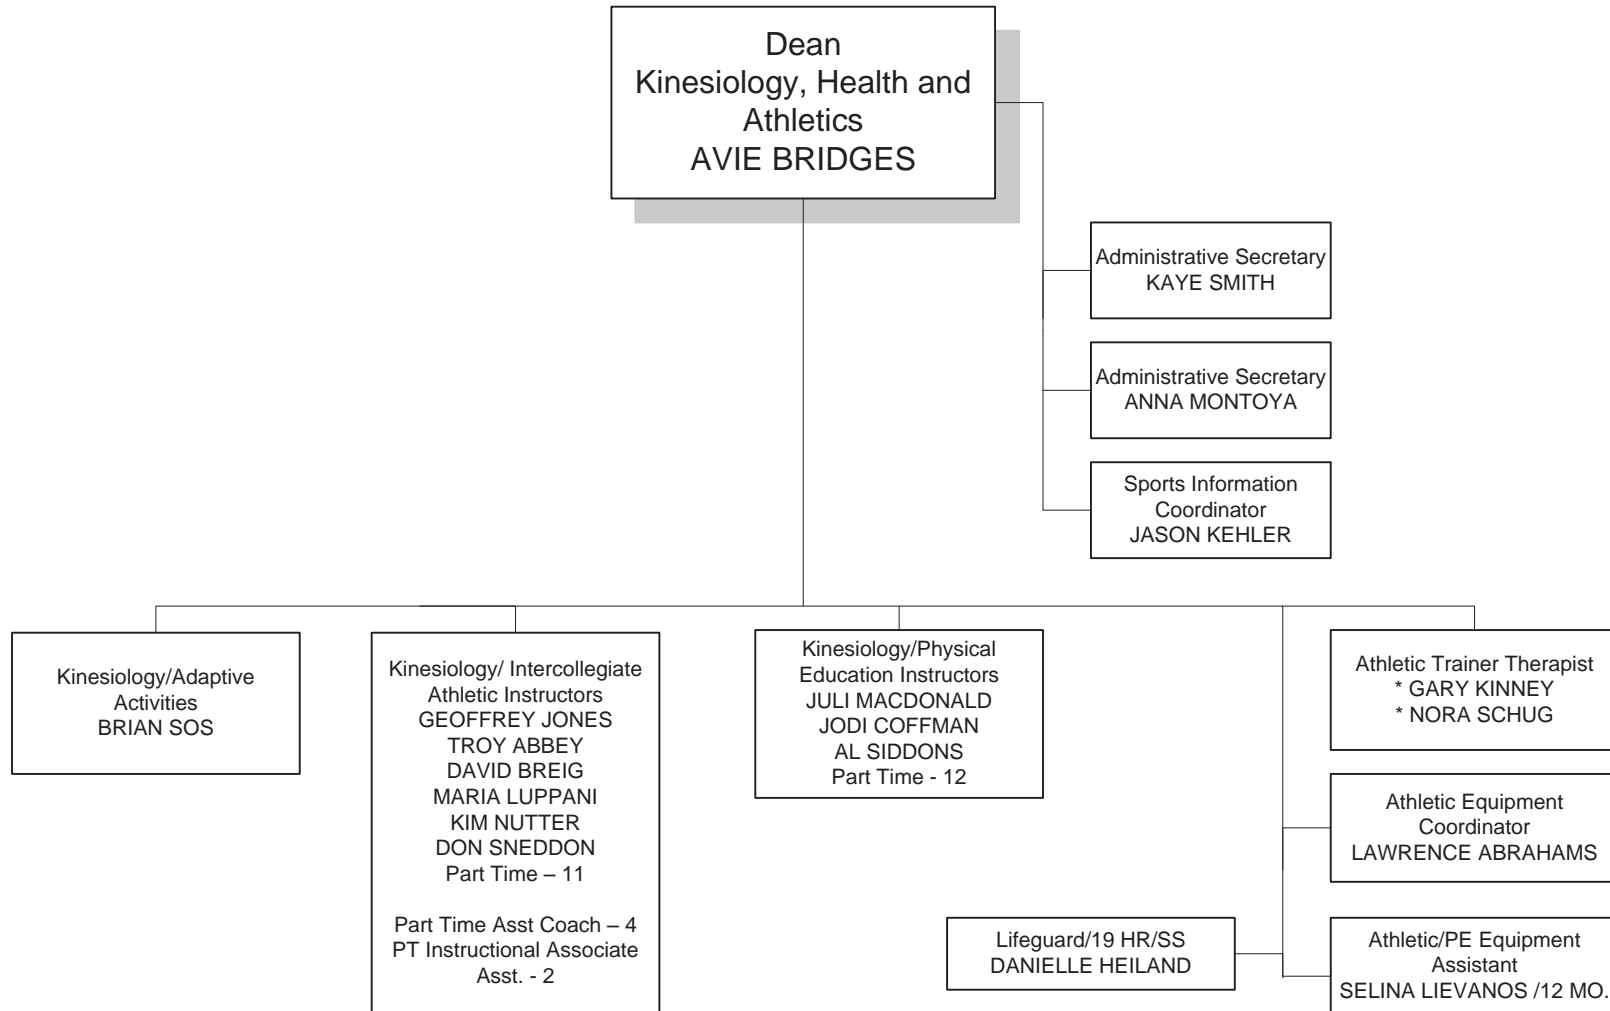 Dean
Kinesiology, Health and
Athletics
AVIE BRIDGES
Administrative Secretary
KAYE SMITH
Administrative Secretary
ANNA MONTOYA
Sports Information
Coordinator
JASON KEHLER
Kinesiology/Adaptive
Activities
BRIAN SOS
Kinesiology/ Intercollegiate
Athletic Instructors
GEOFFREY JONES
TROY ABBEY
DAVID BREIG
MARIA LUPPANI
KIM NUTTER
DON SNEDDON
Part Time – 11
Part Time Asst Coach – 4
PT Instructional Associate
Asst. - 2
Kinesiology/Physical
Education Instructors
JULI MACDONALD
JODI COFFMAN
AL SIDDONS
Part Time - 12
Athletic Trainer Therapist
* GARY KINNEY
* NORA SCHUG
Athletic Equipment
Coordinator
LAWRENCE ABRAHAMS
Lifeguard/19 HR/SS
DANIELLE HEILAND
Athletic/PE Equipment
Assistant
SELINA LIEVANOS /12 MO.